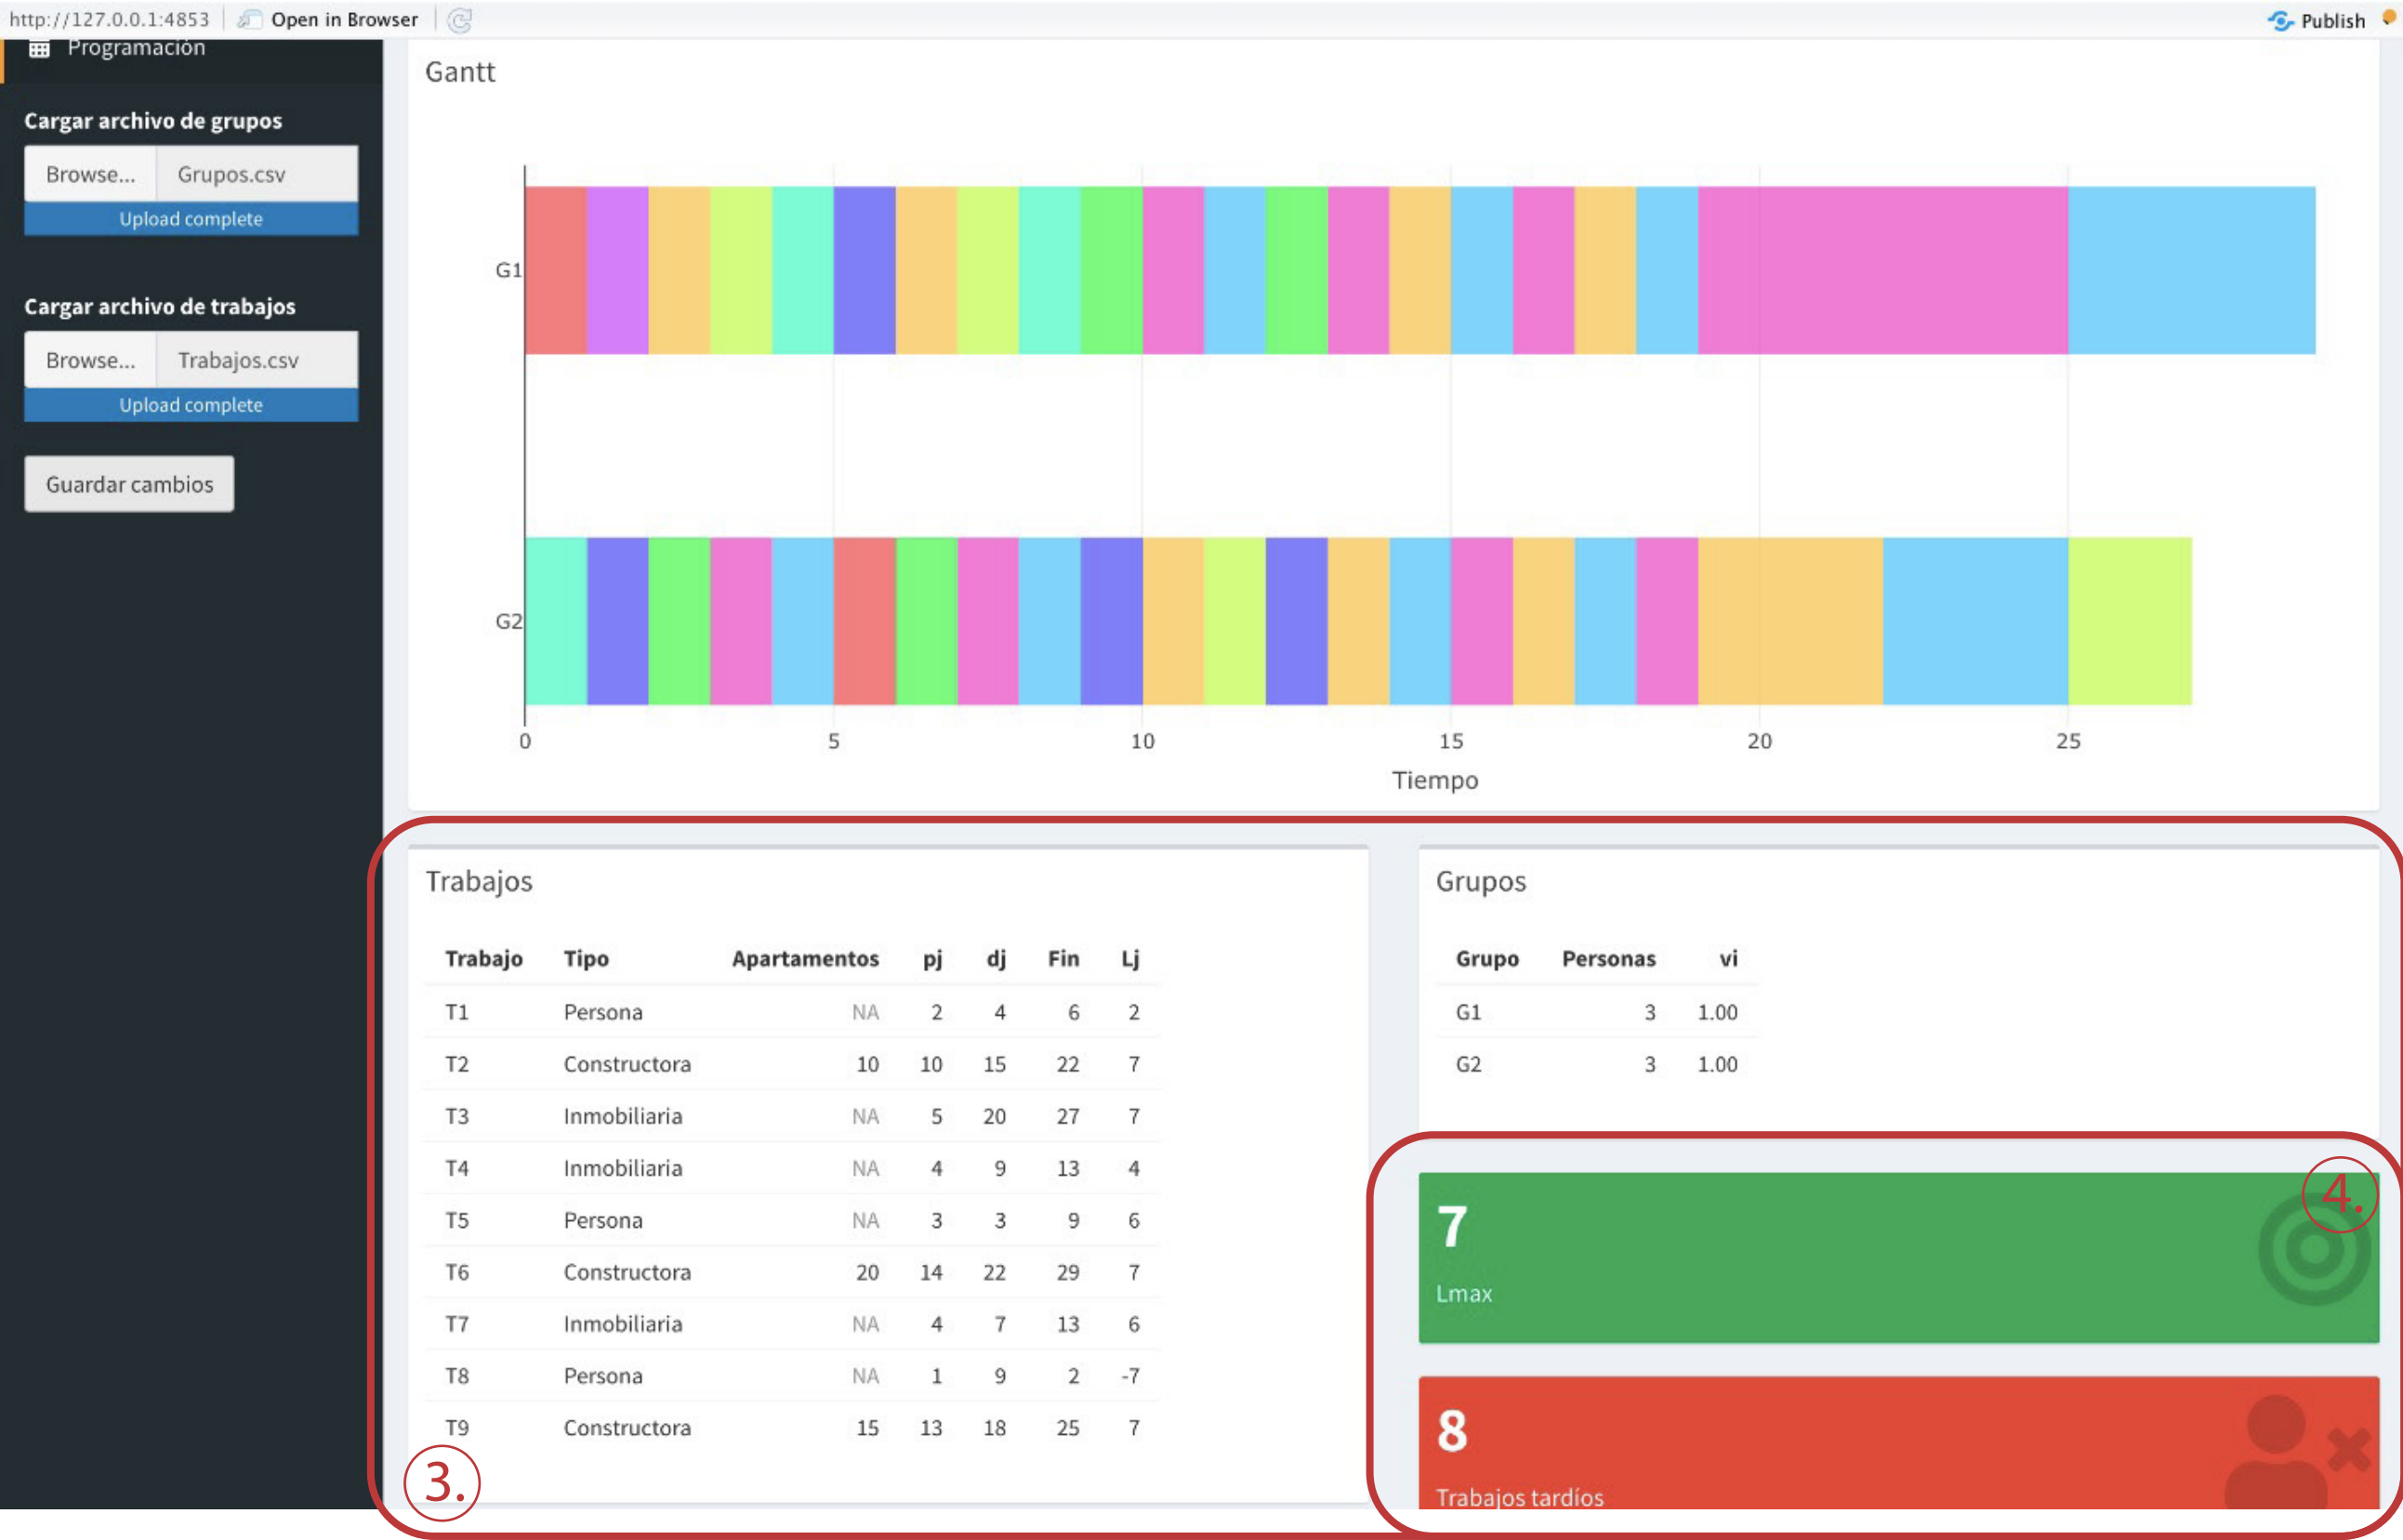 http://127.0.0.1:4853 Open in Browser Publish
Programación
Cargar archivo de grupos
Browse... Grupos.csv
Upload complete
Cargar archivo de trabajos
Browse... Trabajos.csv
Upload complete
Guardar cambios
Gantt
G1
G2
0 5 10 15 20 25
Tiempo
Trabajos
Trabajo Tipo Apartamentos pj dj Fin Lj
T1 Persona NA 2 4 6 2
T2 Constructora 10 10 15 22 7
T3 Inmobiliaria NA 5 20 27 7
T4 Inmobiliaria NA 4 9 13 4
T5 Persona NA 3 3 9 6
T6 Constructora 20 14 22 29 7
T7 Inmobiliaria NA 4 7 13 6
T8 Persona NA 1 9 2 -7
T9 Constructora 15 13 18 25 7
3.
Grupos
Grupo Personas vi
G1 3 1.00
G2 3 1.00
4.
7
Lmax
8
Trabajos tardíos